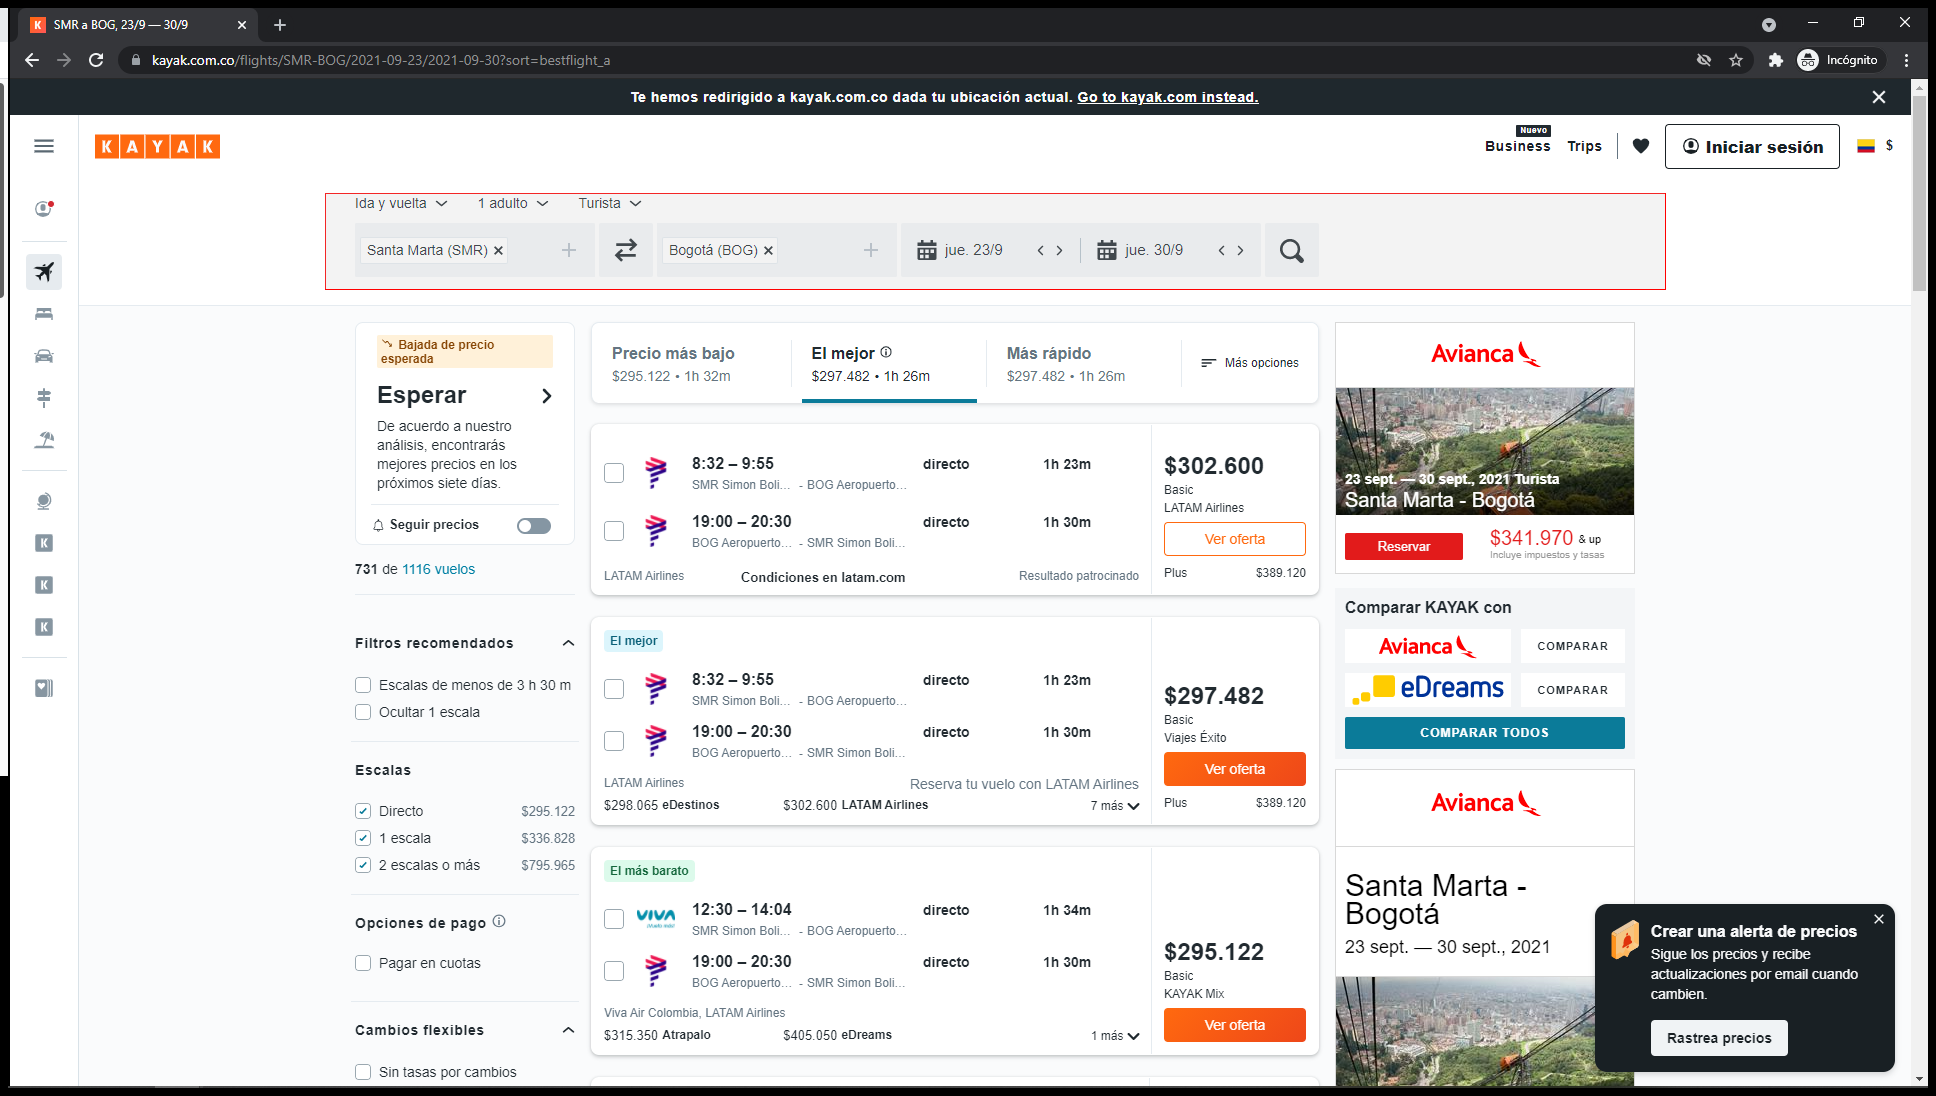 SMR a BOG, 23/9 — 30/9
kayak.com.co/flights/SMR-BOG/2021-09-23/2021-09-30?sort=bestflight_a
Incógnito
Te hemos redirigido a kayak.com.co dada tu ubicación actual. Go to kayak.com instead.
KAYAK
Nuevo
Business
Trips
Iniciar sesión
$
Ida y vuelta
1 adulto
Turista
Santa Marta (SMR)
Bogotá (BOG)
jue. 23/9
jue. 30/9
Bajada de precio
esperada
Esperar
De acuerdo a nuestro
análisis, encontrarás
mejores precios en los
próximos siete días.
Seguir precios
731 de 1116 vuelos
Filtros recomendados
Escalas de menos de 3 h 30 m
Ocultar 1 escala
Escalas
Directo $295.122
1 escala $336.828
2 escalas o más $795.965
Opciones de pago
Pagar en cuotas
Cambios flexibles
Sin tasas por cambios
Precio más bajo
$295.122 • 1h 32m
El mejor
$297.482 • 1h 26m
Más rápido
$297.482 • 1h 26m
Más opciones
8:32 – 9:55 directo 1h 23m
SMR Simon Boli... - BOG Aeropuerto...
19:00 – 20:30 directo 1h 30m
BOG Aeropuerto... - SMR Simon Boli...
LATAM Airlines Condiciones en latam.com Resultado patrocinado
$302.600
Basic
LATAM Airlines
Ver oferta
Plus $389.120
El mejor
8:32 – 9:55 directo 1h 23m
SMR Simon Boli... - BOG Aeropuerto...
19:00 – 20:30 directo 1h 30m
BOG Aeropuerto... - SMR Simon Boli...
LATAM Airlines Reserva tu vuelo con LATAM Airlines
$298.065 eDestinos $302.600 LATAM Airlines 7 más
$297.482
Basic
Viajes Éxito
Ver oferta
Plus $389.120
El más barato
VIVA
12:30 – 14:04 directo 1h 34m
SMR Simon Boli... - BOG Aeropuerto...
19:00 – 20:30 directo 1h 30m
BOG Aeropuerto... - SMR Simon Boli...
Viva Air Colombia, LATAM Airlines
$315.350 Atrapalo $405.050 eDreams 1 más
$295.122
Basic
KAYAK Mix
Ver oferta
Avianca
23 sept. — 30 sept., 2021 Turista
Santa Marta - Bogotá
Reservar
$341.970 & up
Incluye impuestos y tasas
Comparar KAYAK con
Avianca COMPARAR
eDreams COMPARAR
COMPARAR TODOS
Avianca
Santa Marta -
Bogotá
23 sept. — 30 sept., 2021
Crear una alerta de precios
Sigue los precios y recibe
actualizaciones por email cuando
cambien.
Rastrea precios